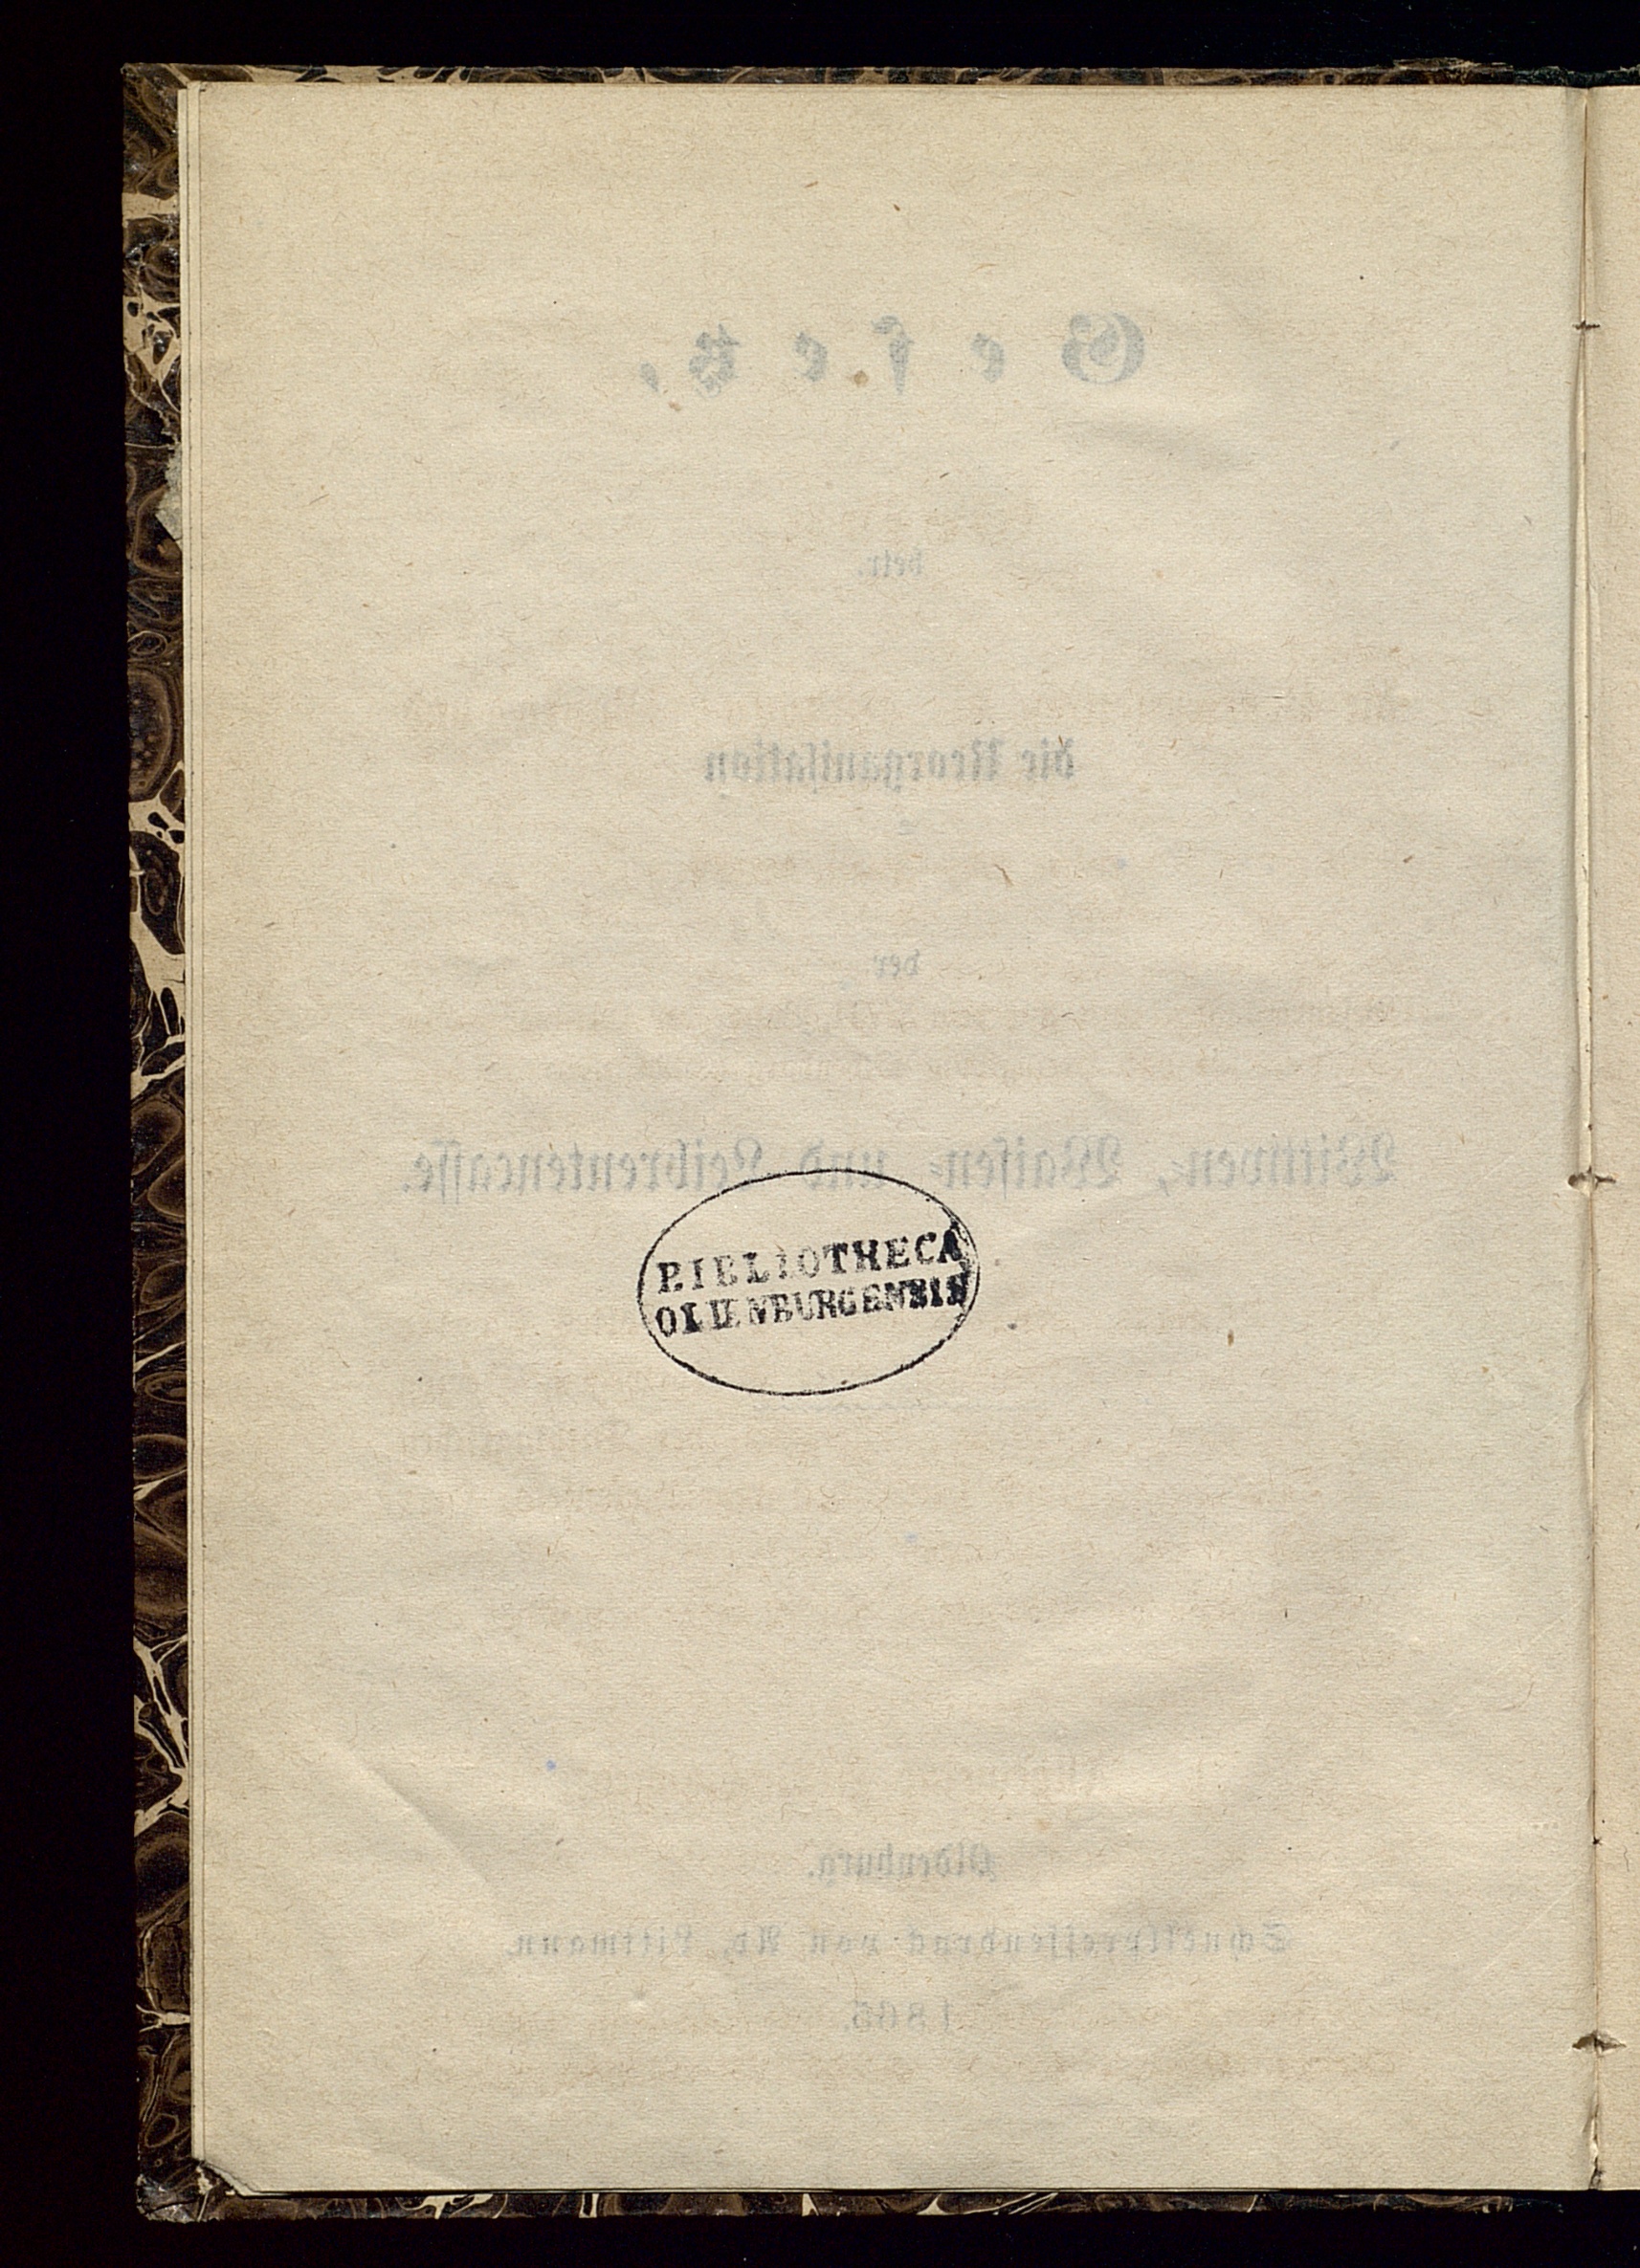 Gesetz,
betr.
die Reorganisation
der
Wittwen-, Waisen- und Leibrentencasse.
BIBLIOTHECA
OLDENBURGENSIS
Oldenburg.
Schnellpressendruck von Ad. Littmann.
1865.